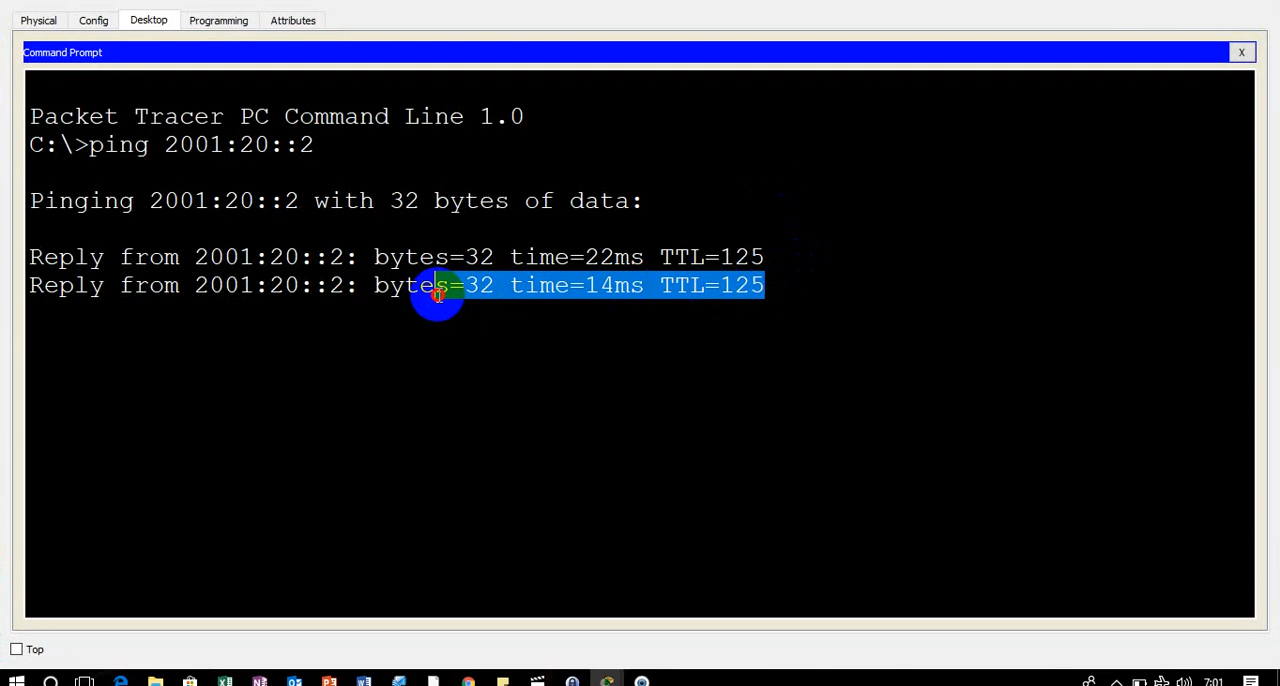 Physical Config Desktop Programming Attributes
Command Prompt X
Packet Tracer PC Command Line 1.0
C:\>ping 2001:20::2
Pinging 2001:20::2 with 32 bytes of data:
Reply from 2001:20::2: bytes=32 time=22ms TTL=125
Reply from 2001:20::2: bytes=32 time=14ms TTL=125
Top
7:01